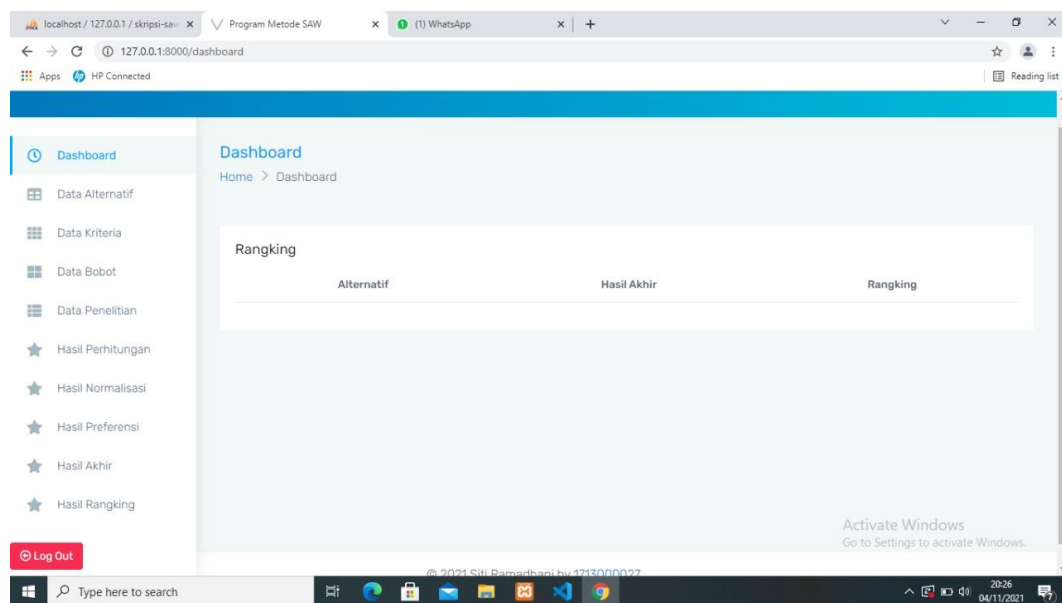 localhost / 127.0.0.1 / skripsi-saw
Program Metode SAW
(1) WhatsApp
127.0.0.1:8000/dashboard
Apps
HP Connected
Reading list
Dashboard
Data Alternatif
Data Kriteria
Data Bobot
Data Penelitian
Hasil Perhitungan
Hasil Normalisasi
Hasil Preferensi
Hasil Akhir
Hasil Rangking
Log Out
Dashboard
Home > Dashboard
Rangking
Alternatif Hasil Akhir Rangking
Activate Windows
Go to Settings to activate Windows.
© 2021 Siti Ramadhani by 1713000027
Type here to search
20:26
04/11/2021